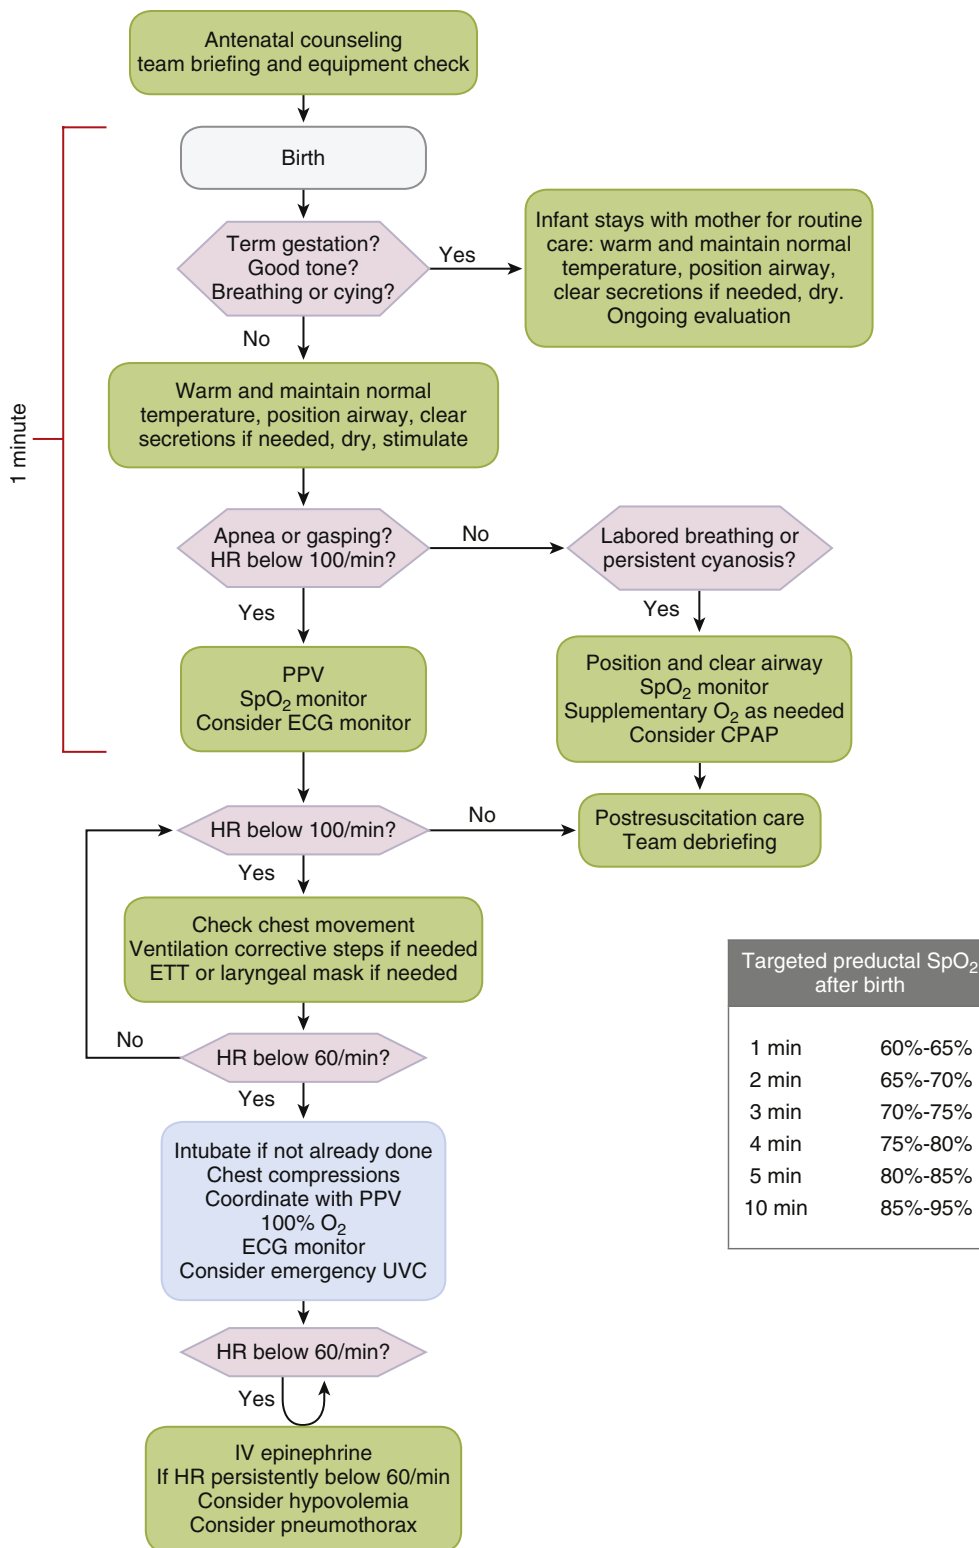 Antenatal counseling
team briefing and equipment check
Birth
Term gestation?
Good tone?
Breathing or cying?
Yes
Infant stays with mother for routine
care: warm and maintain normal
temperature, position airway,
clear secretions if needed, dry.
Ongoing evaluation
No
Warm and maintain normal
temperature, position airway, clear
secretions if needed, dry, stimulate
1 minute
Apnea or gasping?
HR below 100/min?
No
Labored breathing or
persistent cyanosis?
Yes
Yes
PPV
SpO2 monitor
Consider ECG monitor
Position and clear airway
SpO2 monitor
Supplementary O2 as needed
Consider CPAP
HR below 100/min?
No
Postresuscitation care
Team debriefing
Yes
Check chest movement
Ventilation corrective steps if needed
ETT or laryngeal mask if needed
No
HR below 60/min?
Yes
Intubate if not already done
Chest compressions
Coordinate with PPV
100% O2
ECG monitor
Consider emergency UVC
HR below 60/min?
Yes
IV epinephrine
If HR persistently below 60/min
Consider hypovolemia
Consider pneumothorax
Targeted preductal SpO2
after birth
1 min 60%-65%
2 min 65%-70%
3 min 70%-75%
4 min 75%-80%
5 min 80%-85%
10 min 85%-95%